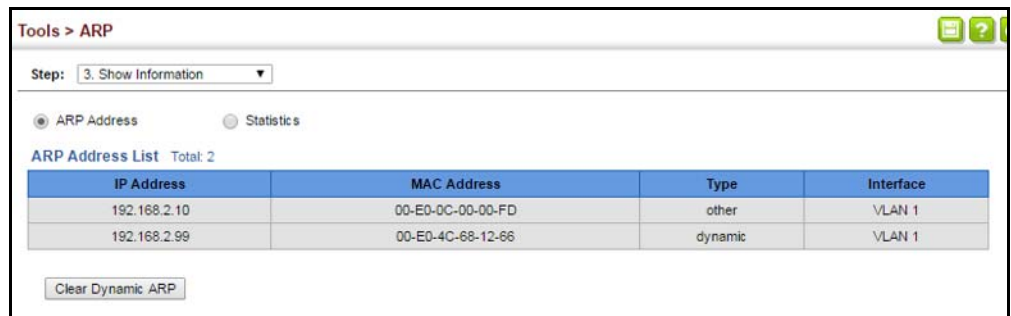 Tools > ARP
?
Step: 3. Show Information
ARP Address Statistics
ARP Address List Total: 2
IP Address MAC Address Type Interface
192.168.2.10 00-E0-0C-00-00-FD other VLAN 1
192.168.2.99 00-E0-4C-68-12-66 dynamic VLAN 1
Clear Dynamic ARP